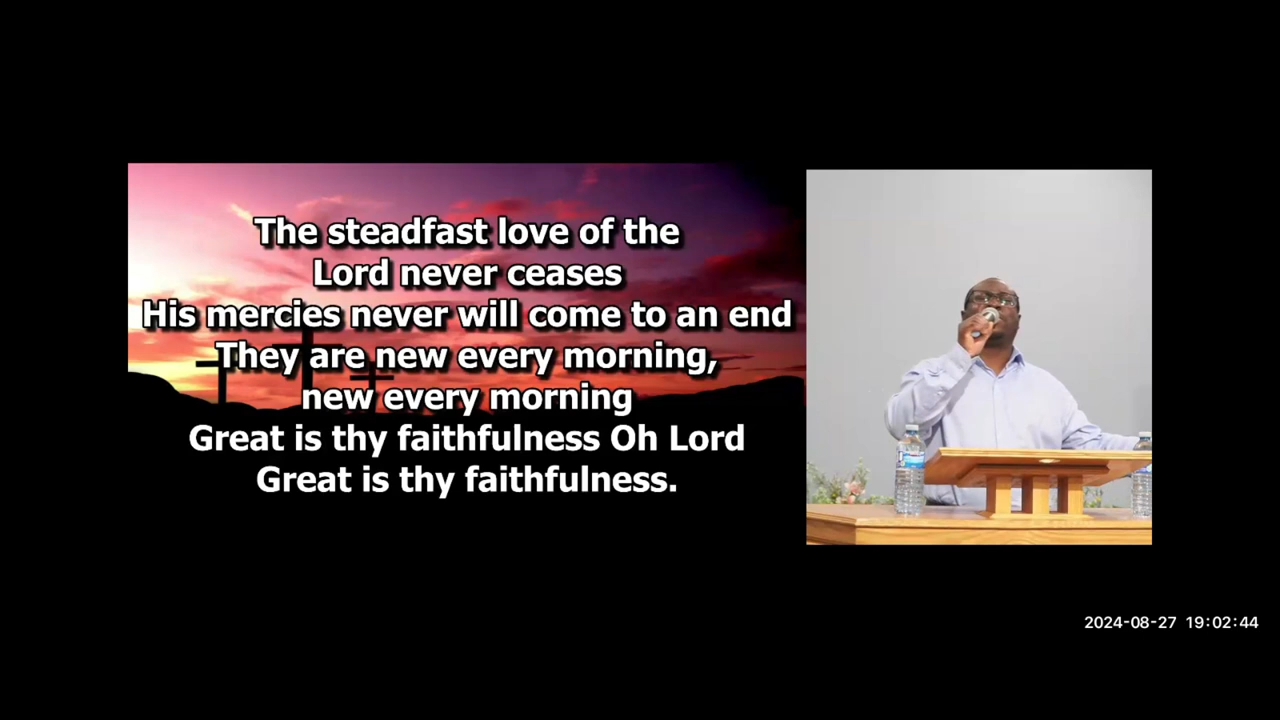 The steadfast love of the
Lord never ceases
His mercies never will come to an end
They are new every morning,
new every morning
Great is thy faithfulness Oh Lord
Great is thy faithfulness.
2024-08-27 19:02:44